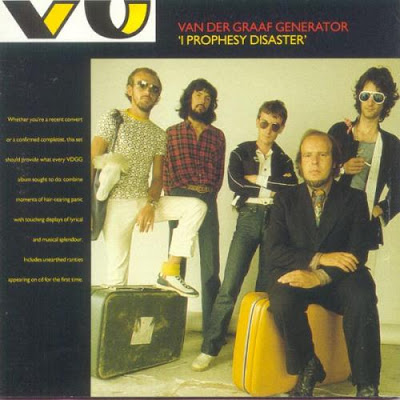 VU
VAN DER GRAAF GENERATOR
'I PROPHESY DISASTER'
Whether you're a recent convert
or a confirmed completist, this set
should provide what every VDGG
album sought to do: combine
moments of hair-tearing panic
with touching displays of lyrical
and musical splendour.
Includes unearthed rarities
appearing on cd for the first time.